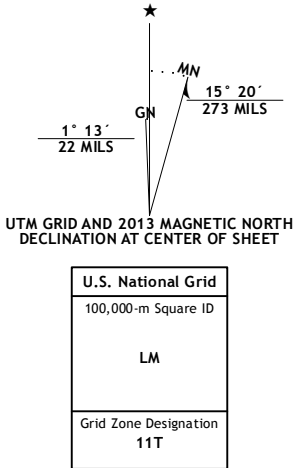 ★
MN
GN
15° 20´
273 MILS
1° 13´
22 MILS
UTM GRID AND 2013 MAGNETIC NORTH
DECLINATION AT CENTER OF SHEET
U.S. National Grid
100,000-m Square ID
LM
Grid Zone Designation
11T